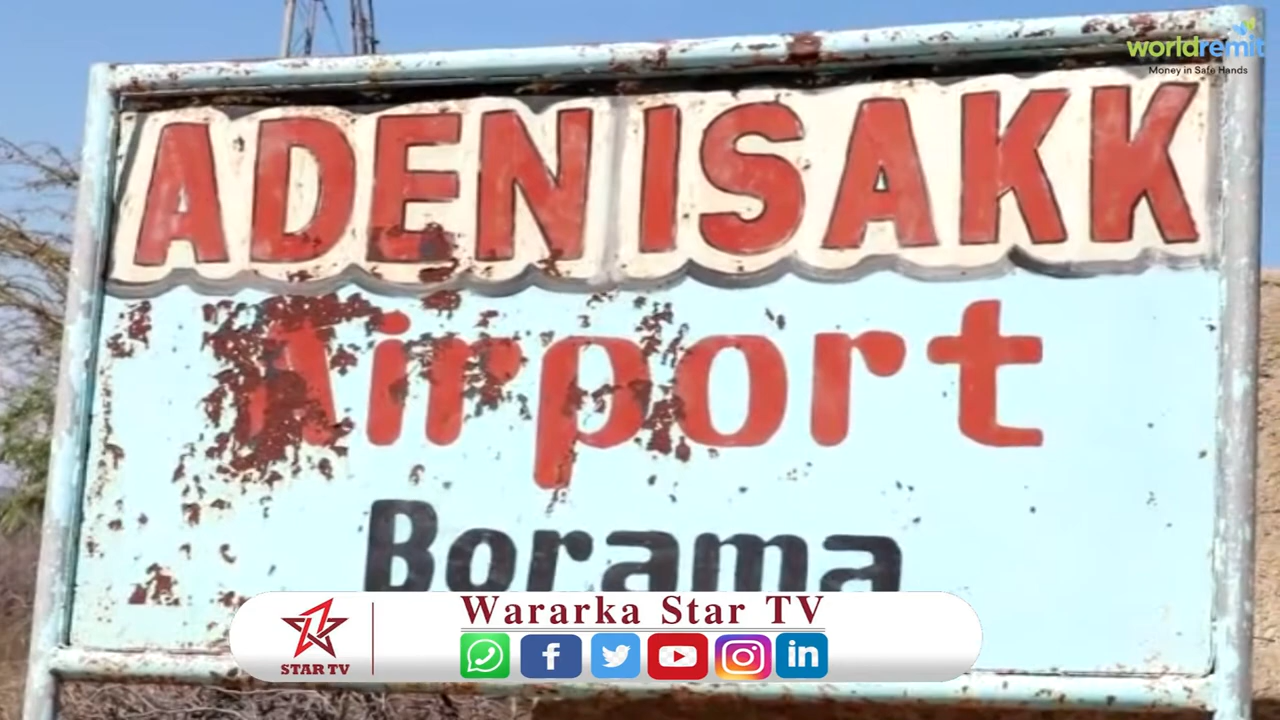 worldremit
Money in Safe Hands
ADEN ISAKK
Airport
Borama
Wararka Star TV
STAR TV